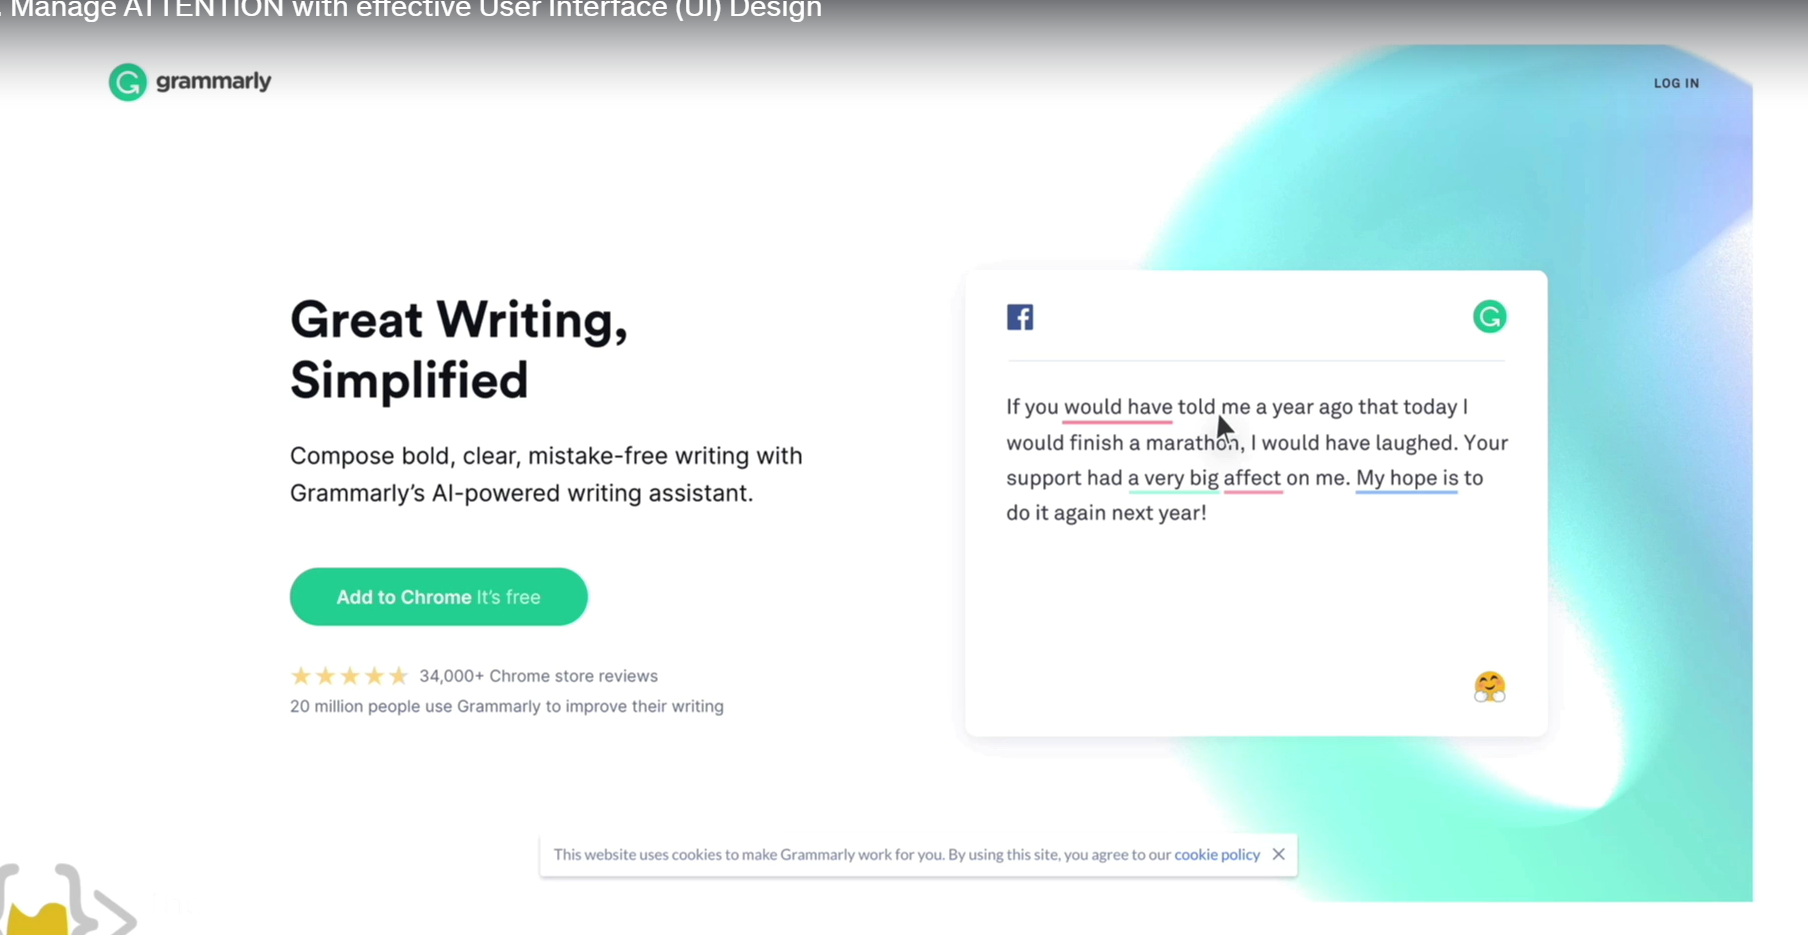 . Manage ATTENTION with effective User Interface (UI) Design
grammarly
LOG IN
Great Writing,
Simplified
Compose bold, clear, mistake-free writing with
Grammarly’s AI-powered writing assistant.
Add to Chrome It’s free
34,000+ Chrome store reviews
20 million people use Grammarly to improve their writing
If you would have told me a year ago that today I
would finish a marathon, I would have laughed. Your
support had a very big affect on me. My hope is to
do it again next year!
This website uses cookies to make Grammarly work for you. By using this site, you agree to our cookie policy